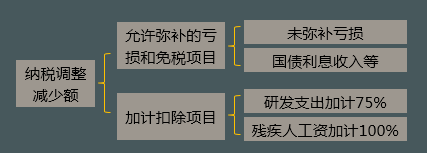 纳税调整
减少额
允许弥补的亏
损和免税项目
未弥补亏损
国债利息收入等
加计扣除项目
研发支出加计75%
残疾人工资加计100%